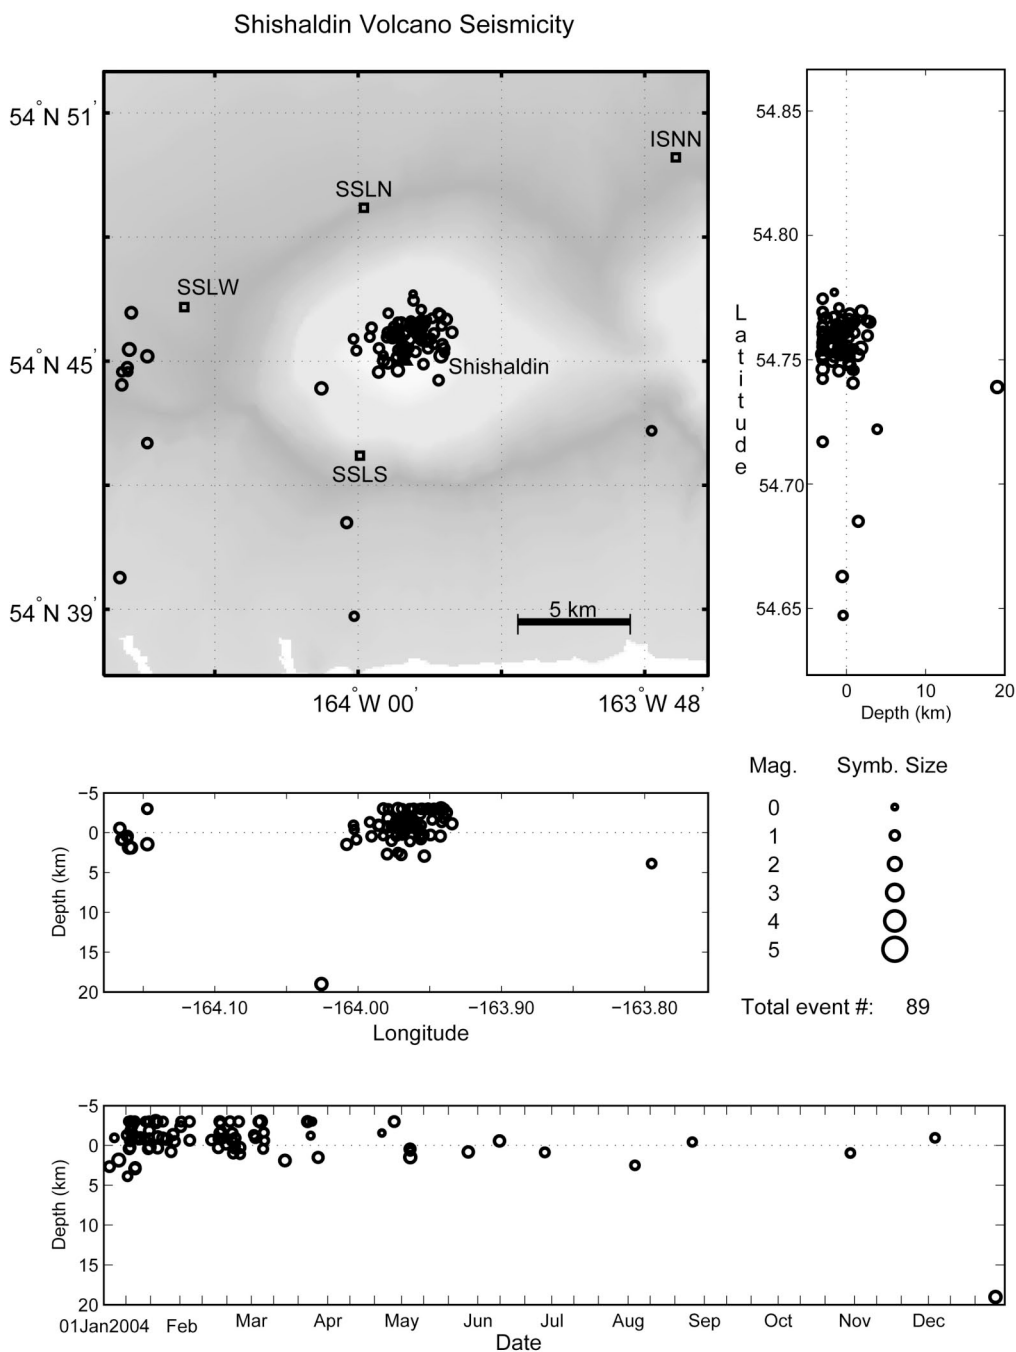 Shishaldin Volcano Seismicity
54°N 51'
54°N 45'
54°N 39'
ISNN
SSLN
SSLW
Shishaldin
SSLS
5 km
164°W 00'
163°W 48'
54.85
54.80
54.75
54.70
54.65
Latitude
0 10 20
Depth (km)
−5
0
5
10
15
20
Depth (km)
−164.10 −164.00 −163.90 −163.80
Longitude
Mag. Symb. Size
0
1
2
3
4
5
Total event #: 89
−5
0
5
10
15
20
Depth (km)
01Jan2004 Feb Mar Apr May Jun Jul Aug Sep Oct Nov Dec
Date